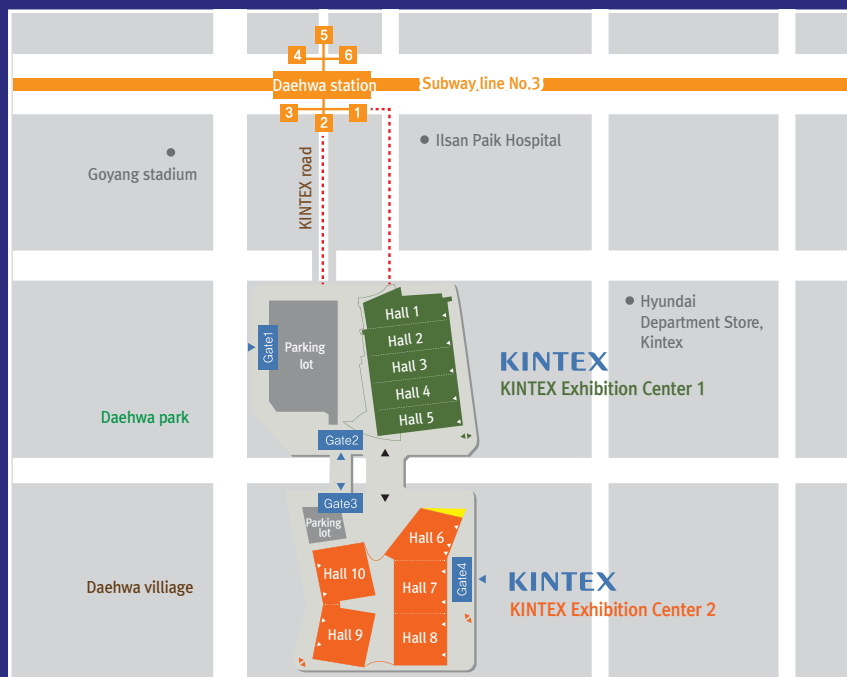 5
4
6
Daehwa station
Subway line No.3
3
2
1
Ilsan Paik Hospital
Goyang stadium
KINTEX road
Hall 1
Hall 2
Hall 3
Hall 4
Hall 5
Gate1
Parking
lot
Hyundai
Department Store,
Kintex
KINTEX
KINTEX Exhibition Center 1
Daehwa park
Gate2
Gate3
Parking
lot
Hall 6
Hall 10
Hall 7
Gate4
KINTEX
KINTEX Exhibition Center 2
Daehwa villiage
Hall 9
Hall 8